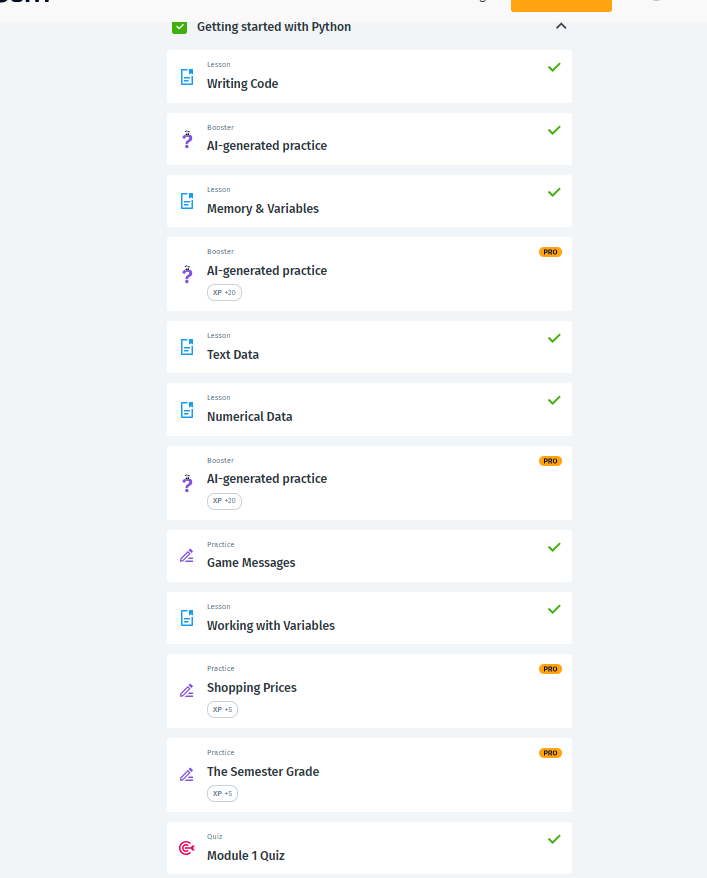 Getting started with Python
Lesson
Writing Code
Booster
AI-generated practice
Lesson
Memory & Variables
Booster
PRO
AI-generated practice
XP +20
Lesson
Text Data
Lesson
Numerical Data
Booster
PRO
AI-generated practice
XP +20
Practice
Game Messages
Lesson
Working with Variables
Practice
PRO
Shopping Prices
XP +5
Practice
PRO
The Semester Grade
XP +5
Quiz
Module 1 Quiz